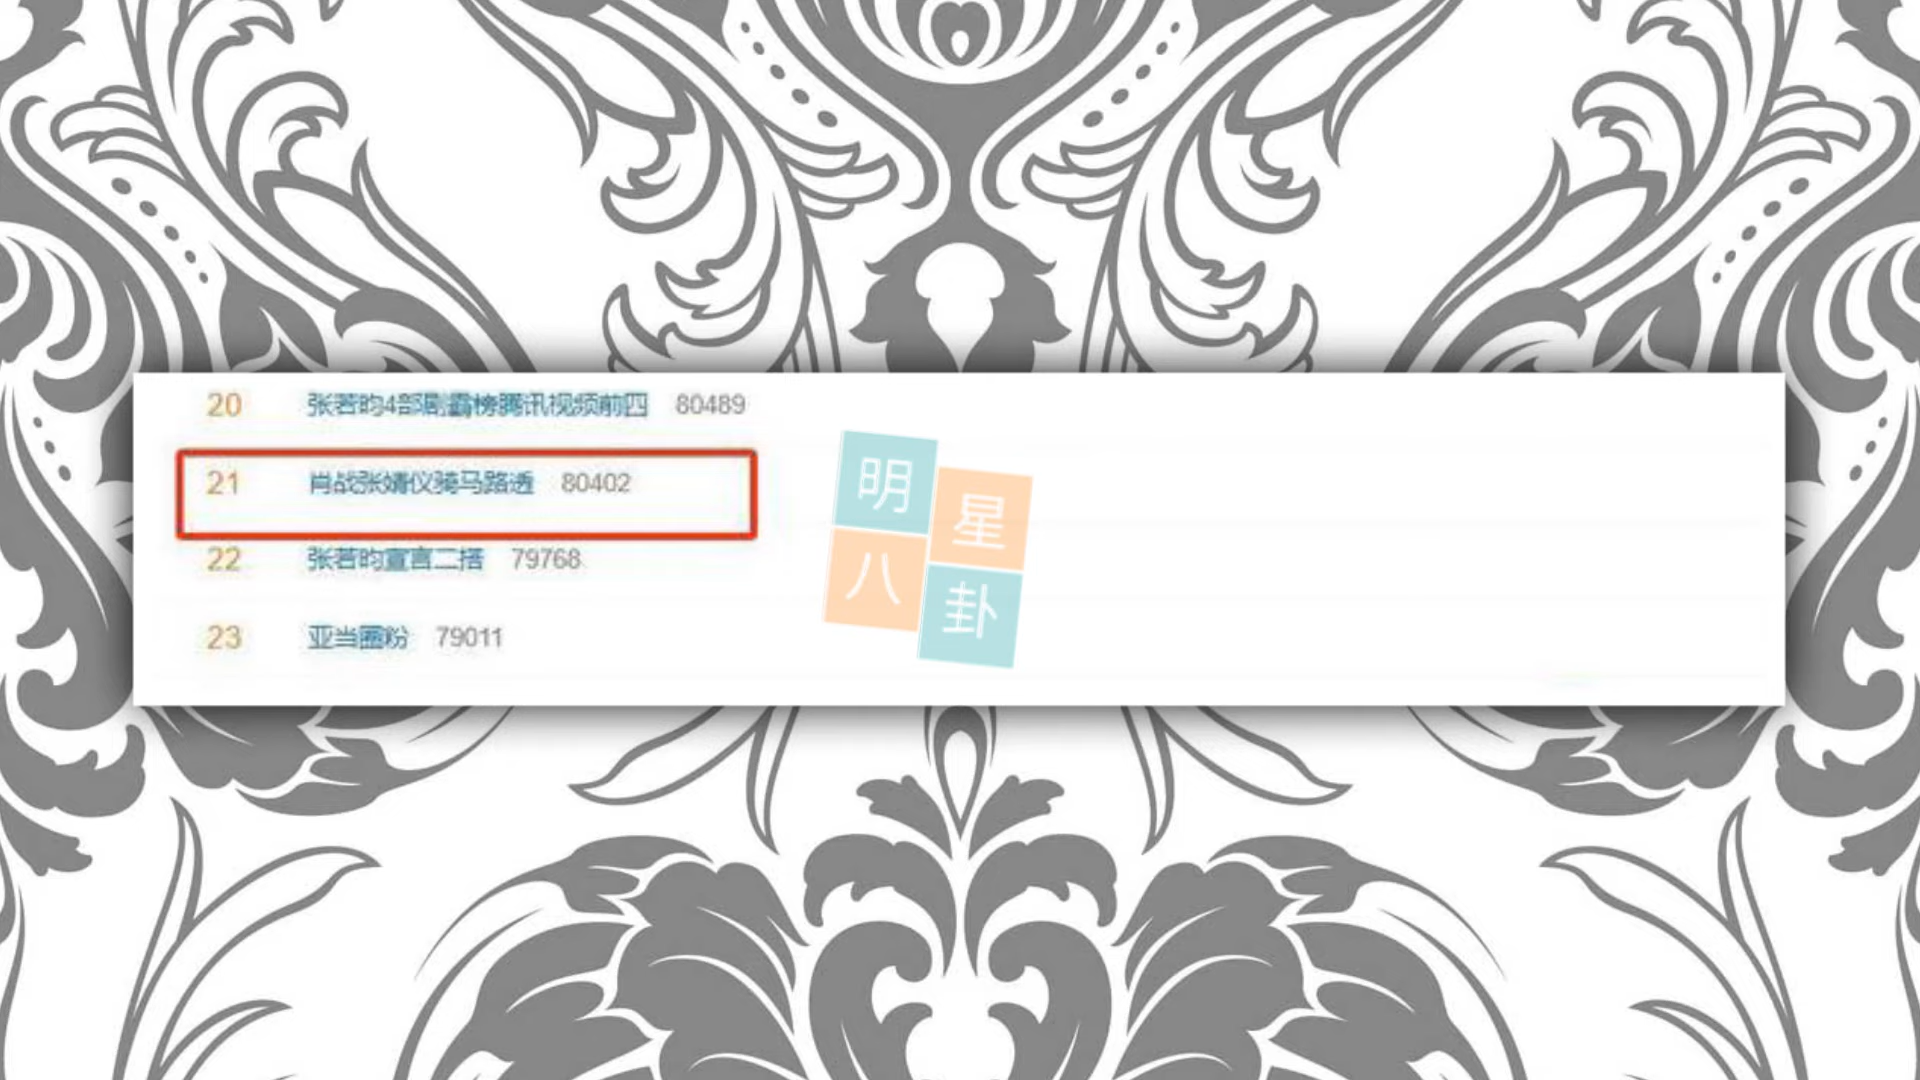 20 张若昀4部剧霸榜腾讯视频前四 80489
21 肖战张婧仪骑马路透 80402
22 张若昀宣言二搭 79768
23 亚当圈粉 79011
明星
八卦